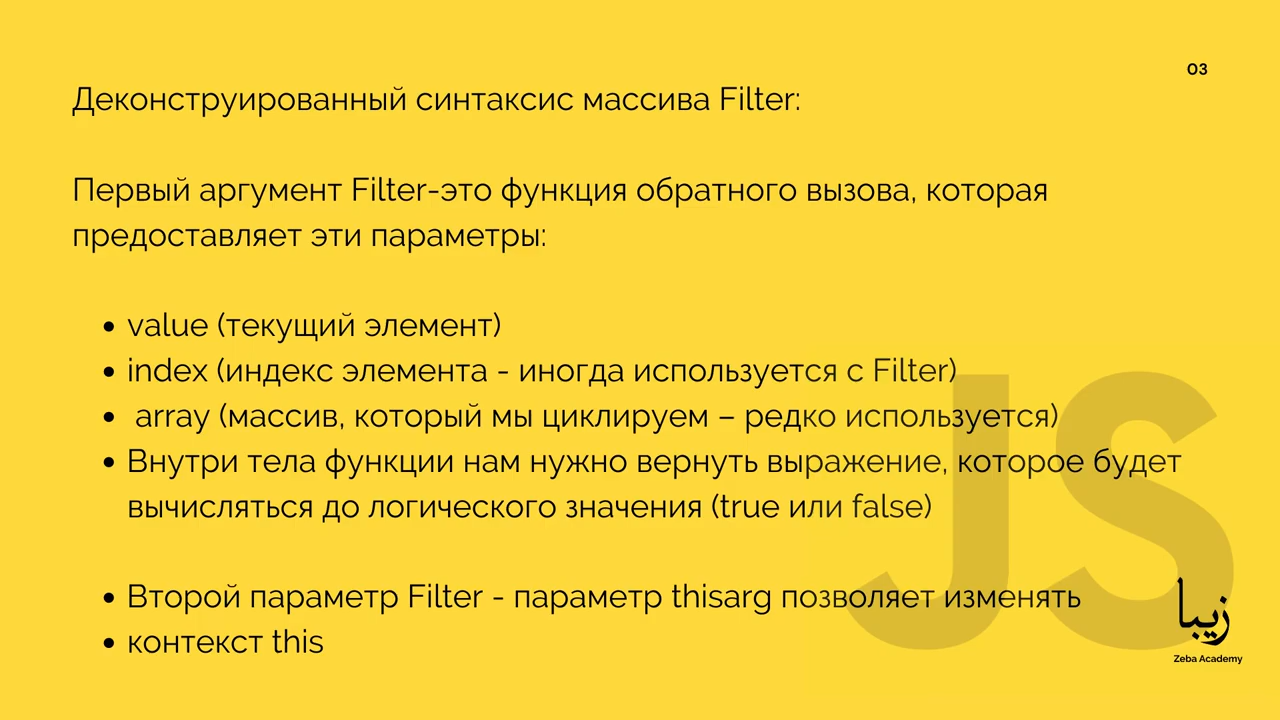 03
Деконструированный синтаксис массива Filter:
Первый аргумент Filter-это функция обратного вызова, которая
предоставляет эти параметры:
• value (текущий элемент)
• index (индекс элемента - иногда используется с Filter)
• array (массив, который мы циклируем – редко используется)
• Внутри тела функции нам нужно вернуть выражение, которое будет
вычисляться до логического значения (true или false)
• Второй параметр Filter - параметр thisarg позволяет изменять
• контекст this
JS
زيبا
Zeba Academy